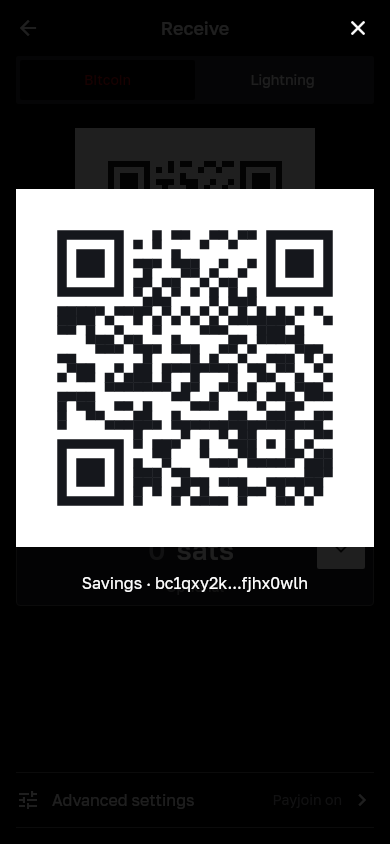 Receive
Bitcoin
Lightning
0 sats
Savings · bc1qxy2k...fjhx0wlh
Advanced settings
Payjoin on